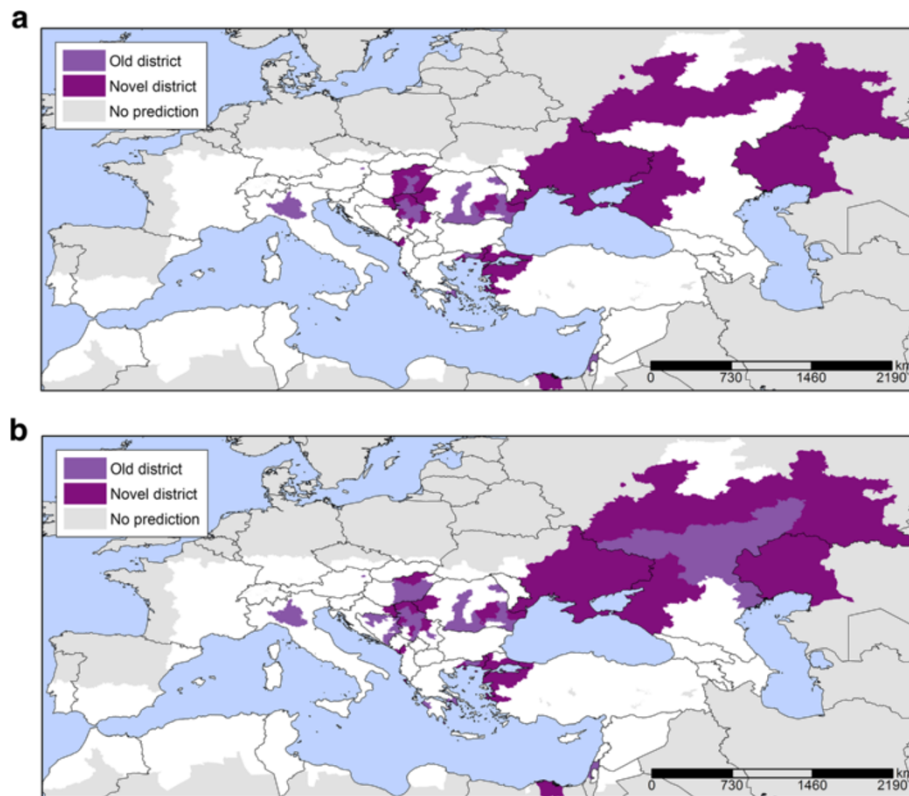 a
Old district
Novel district
No prediction
km
0 730 1460 2190
b
Old district
Novel district
No prediction
km
0 730 1460 2190